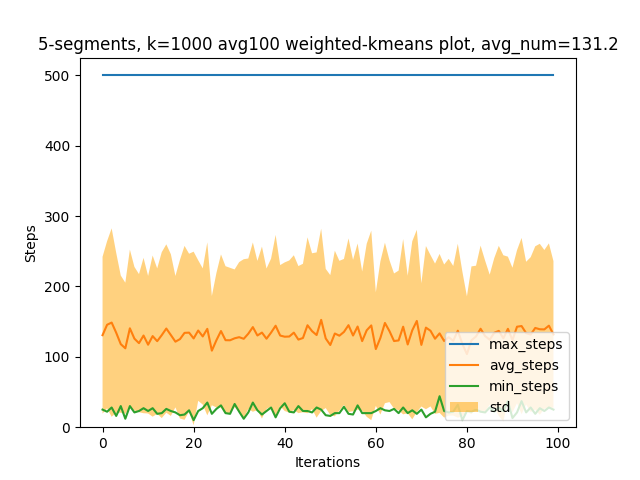 5-segments, k=1000 avg100 weighted-kmeans plot, avg_num=131.2
500
400
300
200
100
0
Steps
max_steps
avg_steps
min_steps
std
0 20 40 60 80 100
Iterations